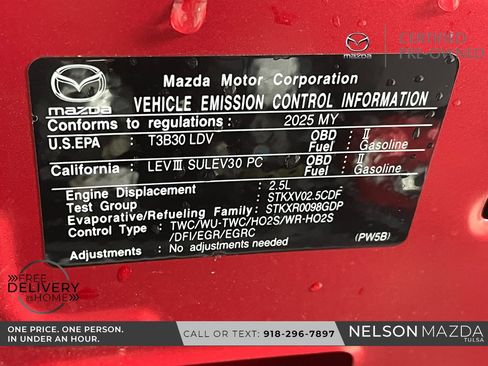 CERTIFIED
PRE-OWNED
mazda
Mazda Motor Corporation
VEHICLE EMISSION CONTROL INFORMATION
Conforms to regulations: 2025 MY
U.S.EPA : T3B30 LDV OBD : II
Fuel : Gasoline
California : LEV III SULEV30 PC OBD : II
Fuel : Gasoline
Engine Displacement : 2.5L
Test Group : STKXV02.5CDF
Evaporative/Refueling Family: STKXR0098GDP
Control Type : TWC/WU-TWC/HO2S/WR-HO2S
/DFI/EGR/EGRC
Adjustments : No adjustments needed (PW5B)
FREE
DELIVERY
at HOME
ONE PRICE. ONE PERSON.
IN UNDER AN HOUR.
CALL OR TEXT: 918-296-7897
NELSON MAZDA
TULSA